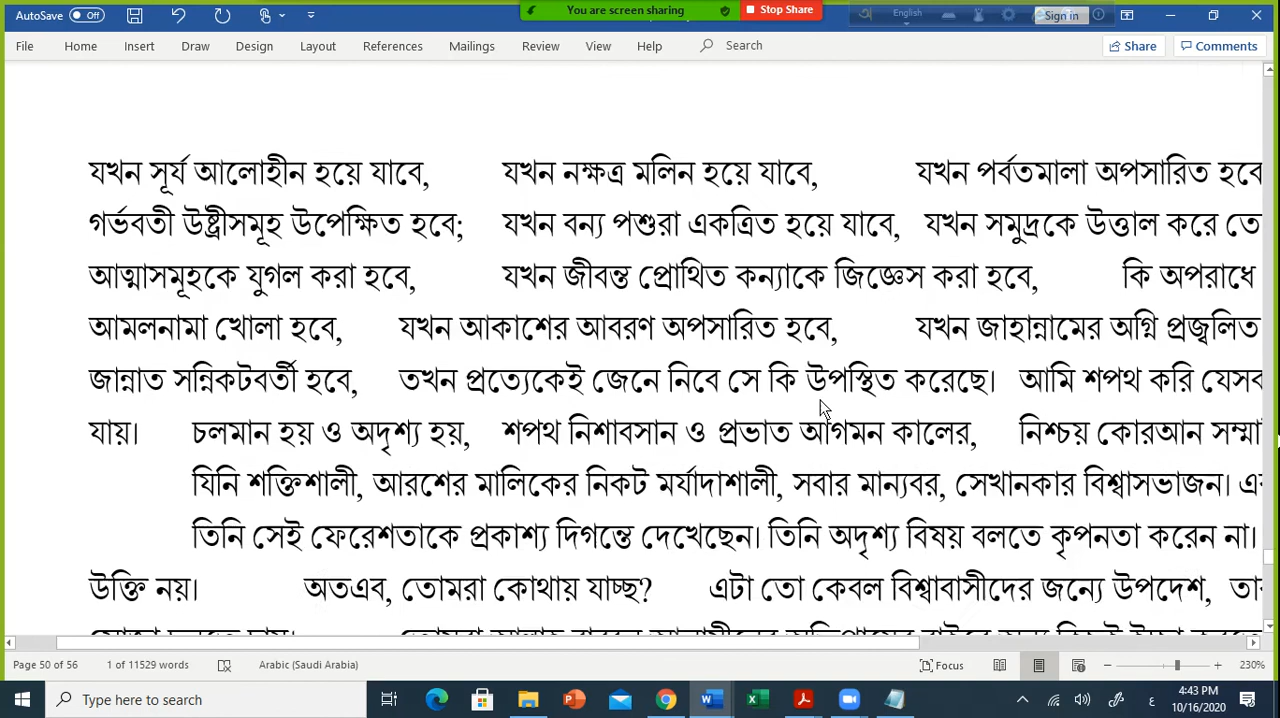 AutoSave Off
You are screen sharing
Stop Share
English
Sign in
File Home Insert Draw Design Layout References Mailings Review View Help Search Share Comments
যখন সূর্য আলোহীন হয়ে যাবে, যখন নক্ষত্র মলিন হয়ে যাবে, যখন পর্বতমালা অপসারিত হবে
গর্ভবতী উষ্ট্রীসমূহ উপেক্ষিত হবে; যখন বন্য পশুরা একত্রিত হয়ে যাবে, যখন সমুদ্রকে উত্তাল করে তো
আত্মাসমূহকে যুগল করা হবে, যখন জীবন্ত প্রোথিত কন্যাকে জিজ্ঞেস করা হবে, কি অপরাধে
আমলনামা খোলা হবে, যখন আকাশের আবরণ অপসারিত হবে, যখন জাহান্নামের অগ্নি প্রজ্বলিত
জান্নাত সন্নিকটবর্তী হবে, তখন প্রত্যেকেই জেনে নিবে সে কি উপস্থিত করেছে। আমি শপথ করি যেসব
যায়। চলমান হয় ও অদৃশ্য হয়, শপথ নিশাবসান ও প্রভাত আগমন কালের, নিশ্চয় কোরআন
যিনি শক্তিশালী, আরশের মালিকের নিকট মর্যাদাশালী, সবার মান্যবর, সেখানকার বিশ্বাসভাজন।
তিনি সেই ফেরেশতাকে প্রকাশ্য দিগন্তে দেখেছেন। তিনি অদৃশ্য বিষয় বলতে কৃপনতা করেন না।
উক্তি নয়। অতএব, তোমরা কোথায় যাচ্ছ? এটা তো কেবল বিশ্বাবাসীদের জন্যে উপদেশ,
Page 50 of 56 1 of 11529 words Arabic (Saudi Arabia) Focus 230%
Type here to search
4:43 PM
10/16/2020